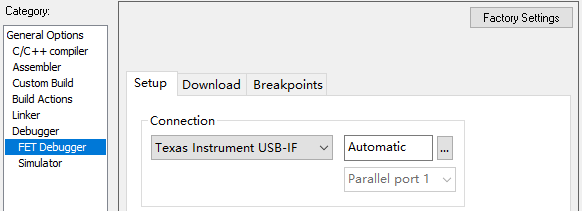 Category:
Factory Settings
General Options
C/C++ compiler
Assembler
Custom Build
Build Actions
Linker
Debugger
FET Debugger
Simulator
Setup
Download
Breakpoints
Connection
Texas Instrument USB-IF
Automatic
...
Parallel port 1